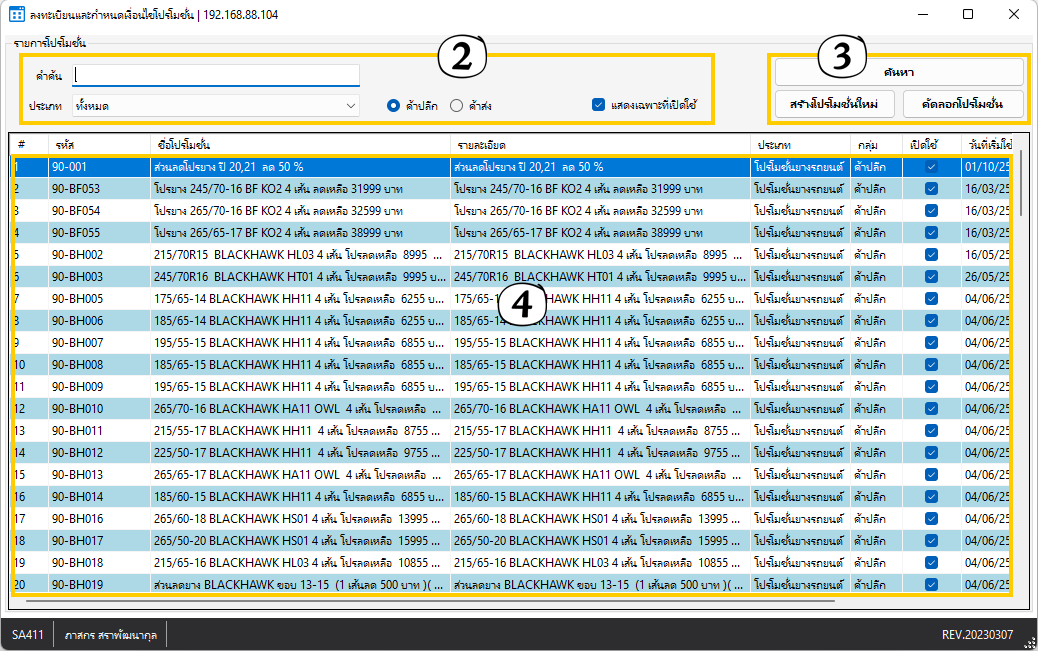 ลงทะเบียนและกำหนดเงื่อนไขโปรโมชั่น | 192.168.88.104
รายการโปรโมชั่น
2
3
คำค้น
ค้นหา
ประเภท ทั้งหมด ค้าปลีก ค้าส่ง แสดงเฉพาะที่เปิดใช้
สร้างโปรโมชั่นใหม่ คัดลอกโปรโมชั่น
# รหัส ชื่อโปรโมชั่น รายละเอียด ประเภท กลุ่ม เปิดใช้ วันที่เริ่มใช้
1 90-001 ส่วนลดโปรยาง ปี 20,21 ลด 50 % ส่วนลดโปรยาง ปี 20,21 ลด 50 % โปรโมชั่นยางรถยนต์ ค้าปลีก 01/10/25
2 90-BF053 โปรยาง 245/70-16 BF KO2 4 เส้น ลดเหลือ 31999 บาท โปรยาง 245/70-16 BF KO2 4 เส้น ลดเหลือ 31999 บาท โปรโมชั่นยางรถยนต์ ค้าปลีก 16/03/25
3 90-BF054 โปรยาง 265/70-16 BF KO2 4 เส้น ลดเหลือ 32599 บาท โปรยาง 265/70-16 BF KO2 4 เส้น ลดเหลือ 32599 บาท โปรโมชั่นยางรถยนต์ ค้าปลีก 16/03/25
4 90-BF055 โปรยาง 265/65-17 BF KO2 4 เส้น ลดเหลือ 38999 บาท โปรยาง 265/65-17 BF KO2 4 เส้น ลดเหลือ 38999 บาท โปรโมชั่นยางรถยนต์ ค้าปลีก 16/03/25
5 90-BH002 215/70R15 BLACKHAWK HL03 4 เส้น โปรลดเหลือ 8995 ... 215/70R15 BLACKHAWK HL03 4 เส้น โปรลดเหลือ 8995 ... โปรโมชั่นยางรถยนต์ ค้าปลีก 16/05/25
6 90-BH003 245/70R16 BLACKHAWK HT01 4 เส้น โปรลดเหลือ 9995 บ... 245/70R16 BLACKHAWK HT01 4 เส้น โปรลดเหลือ 9995 บ... โปรโมชั่นยางรถยนต์ ค้าปลีก 26/05/25
7 90-BH005 175/65-14 BLACKHAWK HH11 4 เส้น โปรลดเหลือ 6255 บ... 175/65-1 BLACKHAWK HH11 4 เส้น โปรลดเหลือ 6255 บ... โปรโมชั่นยางรถยนต์ ค้าปลีก 04/06/25
4
8 90-BH006 185/65-14 BLACKHAWK HH11 4 เส้น โปรลดเหลือ 6255 บ... 185/65-1 BLACKHAWK HH11 4 เส้น โปรลดเหลือ 6255 บ... โปรโมชั่นยางรถยนต์ ค้าปลีก 04/06/25
9 90-BH007 195/55-15 BLACKHAWK HH11 4 เส้น โปรลดเหลือ 6855 บ... 195/55-15 BLACKHAWK HH11 4 เส้น โปรลดเหลือ 6855 บ... โปรโมชั่นยางรถยนต์ ค้าปลีก 04/06/25
10 90-BH008 185/65-15 BLACKHAWK HH11 4 เส้น โปรลดเหลือ 6855 บ... 185/65-15 BLACKHAWK HH11 4 เส้น โปรลดเหลือ 6855 บ... โปรโมชั่นยางรถยนต์ ค้าปลีก 04/06/25
11 90-BH009 195/65-15 BLACKHAWK HH11 4 เส้น โปรลดเหลือ 6855 บ... 195/65-15 BLACKHAWK HH11 4 เส้น โปรลดเหลือ 6855 บ... โปรโมชั่นยางรถยนต์ ค้าปลีก 04/06/25
12 90-BH010 265/70-16 BLACKHAWK HA11 OWL 4 เส้น โปรลดเหลือ ... 265/70-16 BLACKHAWK HA11 OWL 4 เส้น โปรลดเหลือ ... โปรโมชั่นยางรถยนต์ ค้าปลีก 04/06/25
13 90-BH011 215/55-17 BLACKHAWK HH11 4 เส้น โปรลดเหลือ 8755 ... 215/55-17 BLACKHAWK HH11 4 เส้น โปรลดเหลือ 8755 ... โปรโมชั่นยางรถยนต์ ค้าปลีก 04/06/25
14 90-BH012 225/50-17 BLACKHAWK HH11 4 เส้น โปรลดเหลือ 9755 ... 225/50-17 BLACKHAWK HH11 4 เส้น โปรลดเหลือ 9755 ... โปรโมชั่นยางรถยนต์ ค้าปลีก 04/06/25
15 90-BH013 265/65-17 BLACKHAWK HA11 OWL 4 เส้น โปรลดเหลือ ... 265/65-17 BLACKHAWK HA11 OWL 4 เส้น โปรลดเหลือ ... โปรโมชั่นยางรถยนต์ ค้าปลีก 04/06/25
16 90-BH014 185/60-15 BLACKHAWK HH11 4 เส้น โปรลดเหลือ 6855 บ... 185/60-15 BLACKHAWK HH11 4 เส้น โปรลดเหลือ 6855 บ... โปรโมชั่นยางรถยนต์ ค้าปลีก 04/06/25
17 90-BH016 265/60-18 BLACKHAWK HS01 4 เส้น โปรลดเหลือ 13995 ... 265/60-18 BLACKHAWK HS01 4 เส้น โปรลดเหลือ 13995 ... โปรโมชั่นยางรถยนต์ ค้าปลีก 04/06/25
18 90-BH017 265/50-20 BLACKHAWK HS01 4 เส้น โปรลดเหลือ 15995 ... 265/50-20 BLACKHAWK HS01 4 เส้น โปรลดเหลือ 15995 ... โปรโมชั่นยางรถยนต์ ค้าปลีก 04/06/25
19 90-BH018 215/65-16 BLACKHAWK HL03 4 เส้น โปรลดเหลือ 10855 ... 215/65-16 BLACKHAWK HL03 4 เส้น โปรลดเหลือ 10855 ... โปรโมชั่นยางรถยนต์ ค้าปลีก 04/06/25
20 90-BH019 ส่วนลดยาง BLACKHAWK ขอบ 13-15 (1 เส้นลด 500 บาท )( ... ส่วนลดยาง BLACKHAWK ขอบ 13-15 (1 เส้นลด 500 บาท )( ... โปรโมชั่นยางรถยนต์ ค้าปลีก 04/06/25
SA411 ภาสกร สราพัฒนากุล REV.20230307